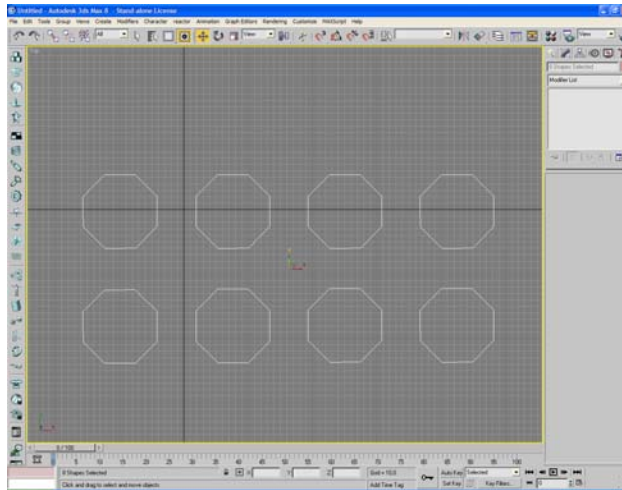 Untitled - Autodesk 3ds Max 8 - Stand-alone License
File Edit Tools Group Views Create Modifiers Character reactor Animation Graph Editors Rendering Customize MAXScript Help
All
View
View
8 Shapes Selected
Modifier List
0 / 100
5 10 15 20 25 30 35 40 45 50 55 60 65 70 75 80 85 90 95 100
8 Shapes Selected
X
Y
Z
Grid = 10.0
Auto Key
Selected
Click and drag to select and move objects
Add Time Tag
Set Key
Key Filters...
0